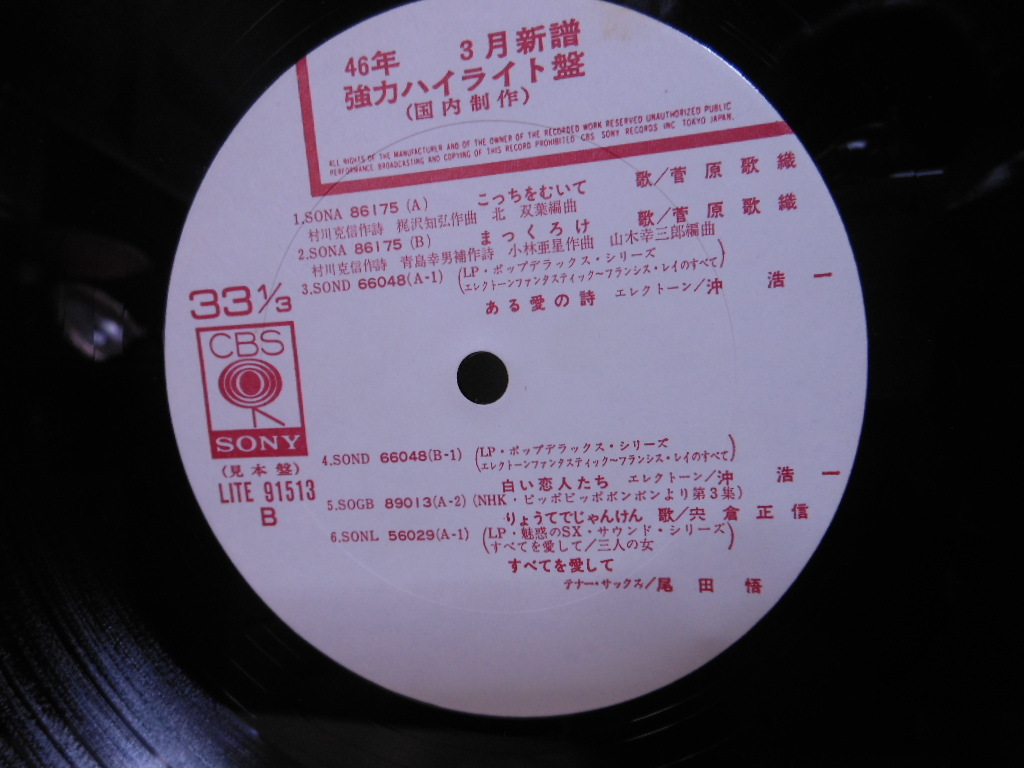 46年 3月新譜
強力ハイライト盤
(国内制作)
ALL RIGHTS OF THE MANUFACTURER AND OF THE OWNER OF THE RECORDED WORK RESERVED UNAUTHORIZED PUBLIC
PERFORMANCE BROADCASTING AND COPYING OF THIS RECORD PROHIBITED CBS SONY RECORDS INC TOKYO JAPAN.
1.SONA 86175 (A) こっちをむいて 歌/菅原歌織
村川克信作詩 梶沢知弘作曲 北 双葉編曲
2.SONA 86175 (B) まっくろけ 歌/菅原歌織
村川克信作詩 青島幸男補作詩 小林亜星作曲 山木幸三郎編曲
3.SOND 66048(A-1) (LP・ポップデラックス・シリーズ
エレクトーンファンタスティック〜フランシス・レイのすべて)
ある愛の詩 エレクトーン/沖 浩一
33 1/3
CBS
SONY
(見本盤)
LITE 91513
B
4.SOND 66048(B-1) (LP・ポップデラックス・シリーズ
エレクトーンファンタスティック〜フランシス・レイのすべて)
白い恋人たち エレクトーン/沖 浩一
5.SOGB 89013(A-2) (NHK・ピッポピッポボンボンより第3集)
りょうてでじゃんけん 歌/宍倉正信
6.SONL 56029(A-1) (LP・魅惑のSX・サウンド・シリーズ
すべてを愛して/三人の女)
すべてを愛して
テナー・サックス/尾田悟